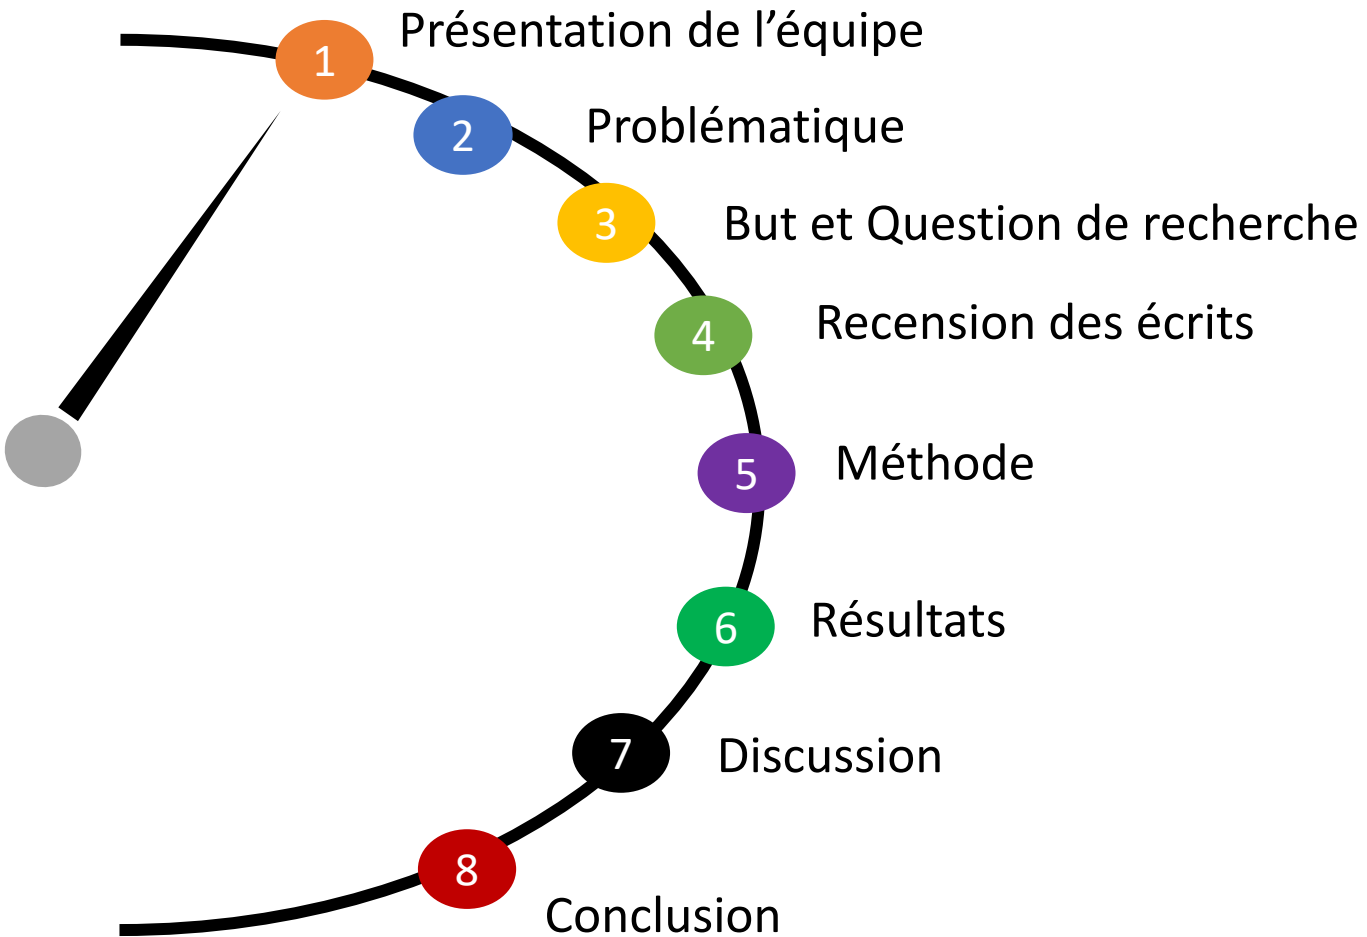 1 Présentation de l’équipe
2 Problématique
3 But et Question de recherche
4 Recension des écrits
5 Méthode
6 Résultats
7 Discussion
8 Conclusion